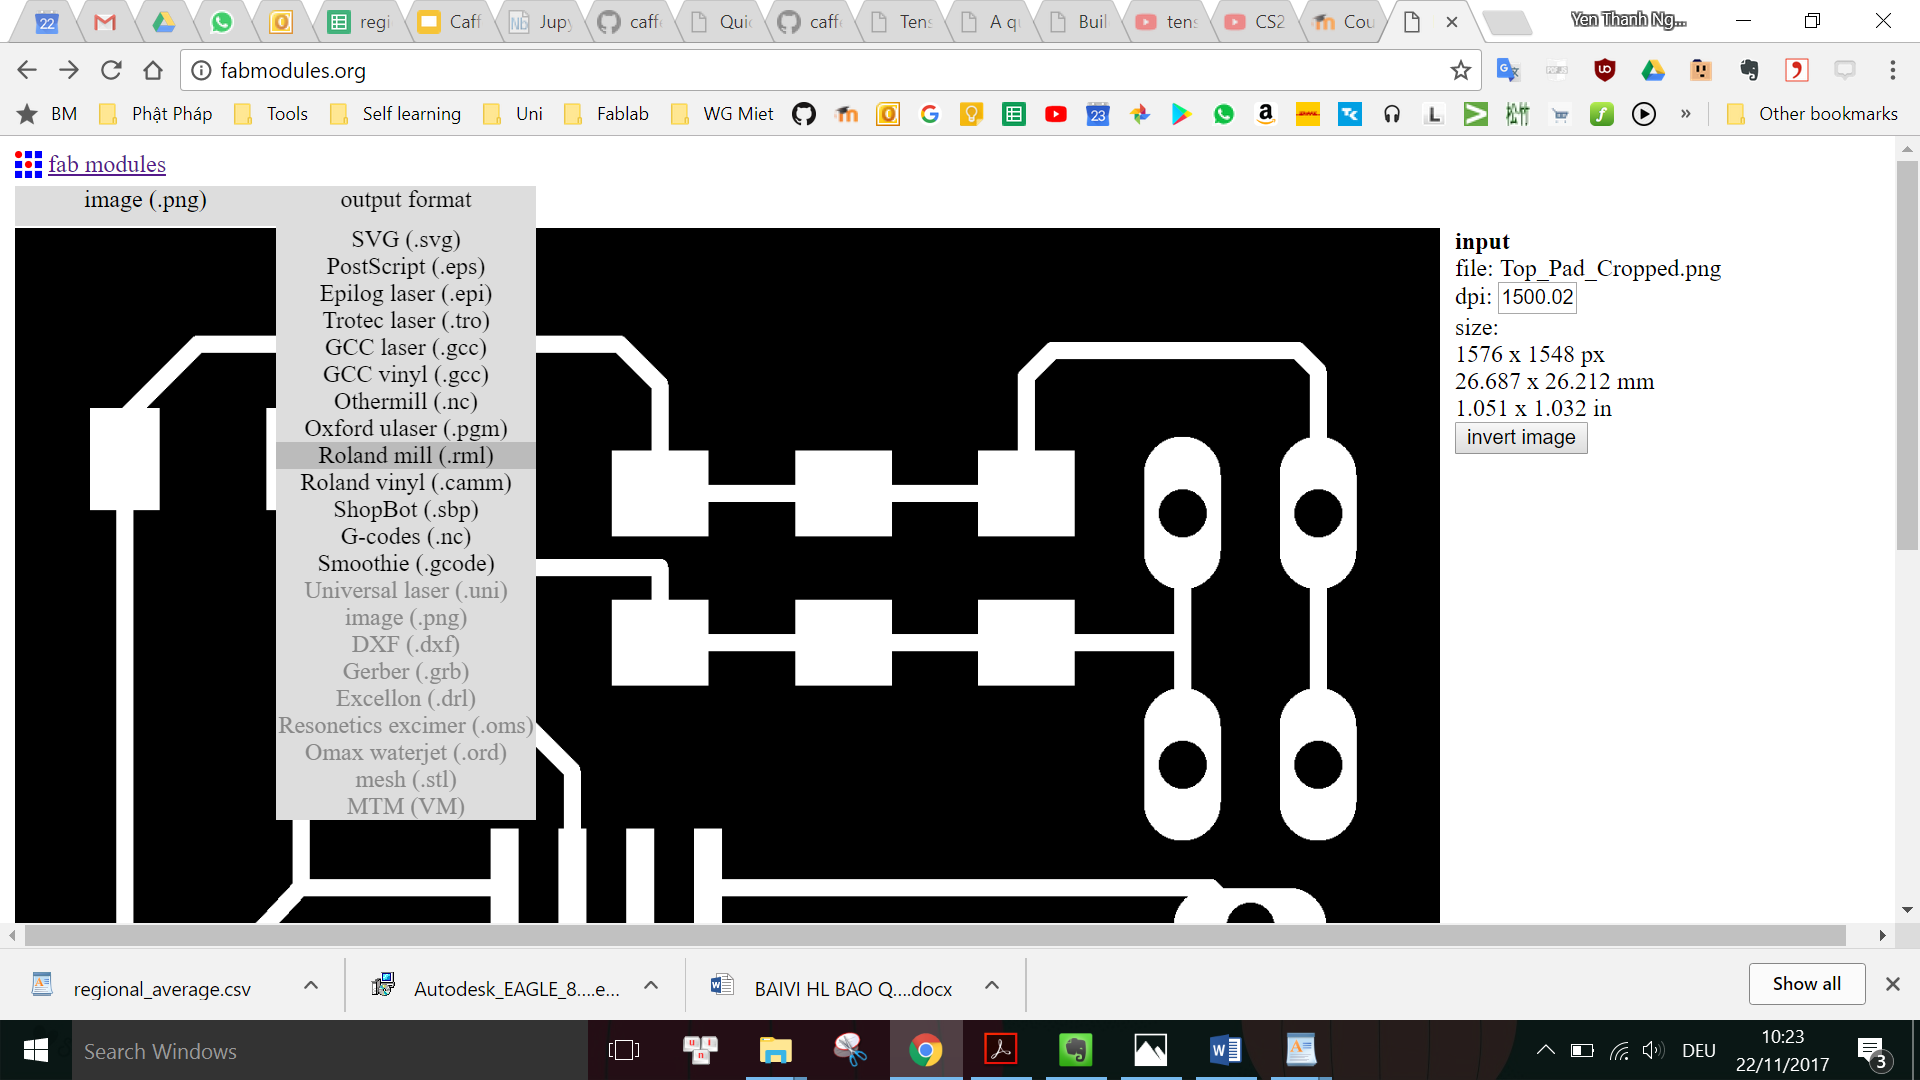 22
regi
Caff
Jupy
caff
Quic
caff
Tens
A qu
Buil
tens
CS2
Cou
Yen Thanh Ng...
fabmodules.org
BM
Phật Pháp
Tools
Self learning
Uni
Fablab
WG Miet
23
»
Other bookmarks
fab modules
image (.png)
output format
SVG (.svg)
PostScript (.eps)
Epilog laser (.epi)
Trotec laser (.tro)
GCC laser (.gcc)
GCC vinyl (.gcc)
Othermill (.nc)
Oxford ulaser (.pgm)
Roland mill (.rml)
Roland vinyl (.camm)
ShopBot (.sbp)
G-codes (.nc)
Smoothie (.gcode)
Universal laser (.uni)
image (.png)
DXF (.dxf)
Gerber (.grb)
Excellon (.drl)
Resonetics excimer (.oms)
Omax waterjet (.ord)
mesh (.stl)
MTM (VM)
input
file: Top_Pad_Cropped.png
dpi: 1500.02
size:
1576 x 1548 px
26.687 x 26.212 mm
1.051 x 1.032 in
invert image
regional_average.csv
Autodesk_EAGLE_8....e...
BAIVI HL BAO Q....docx
Show all
Search Windows
DEU
10:23
22/11/2017
3